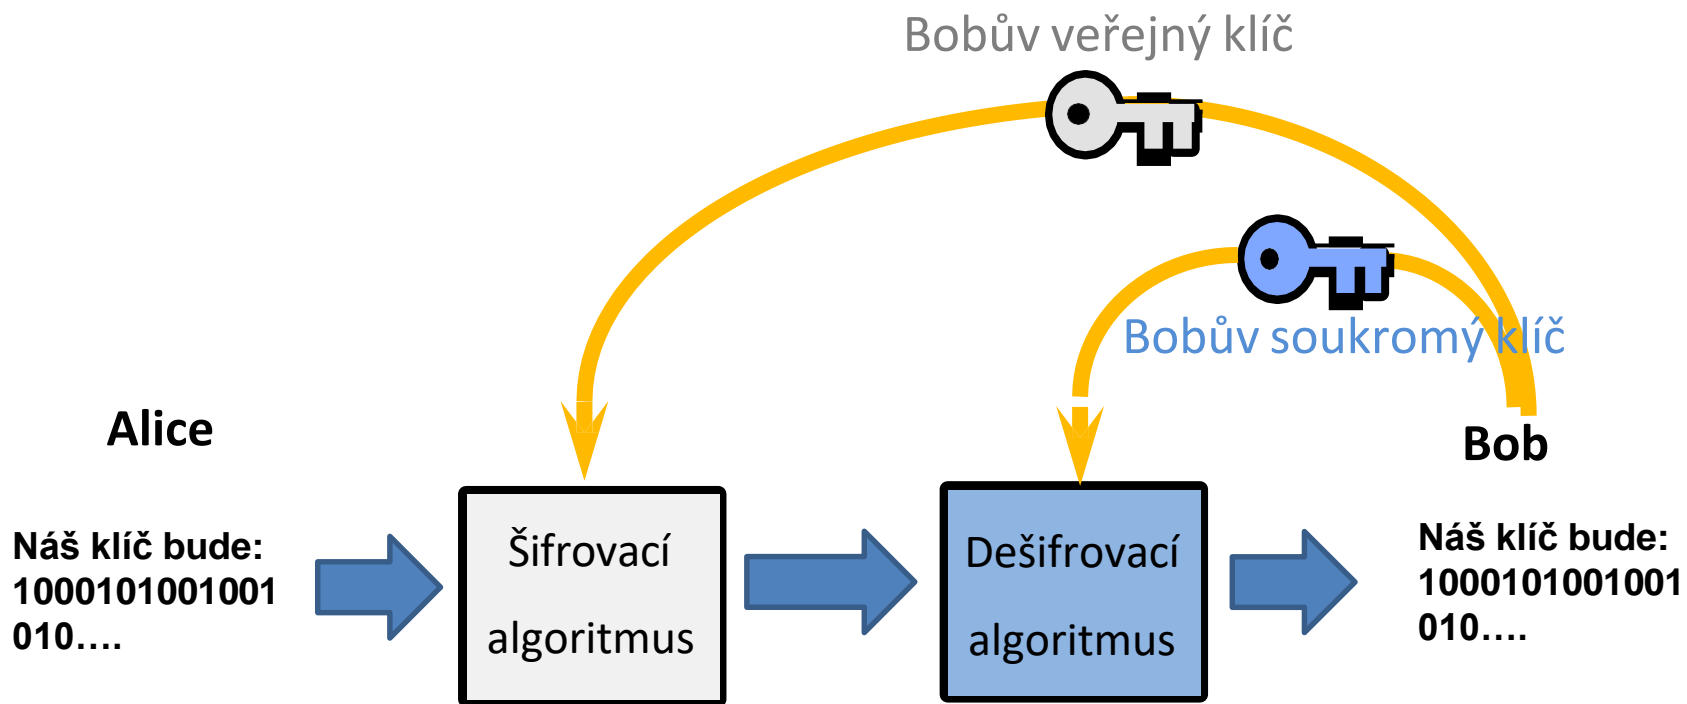 Bobův veřejný klíč
Bobův soukromý klíč
Alice
Bob
Náš klíč bude:
1000101001001
010....
Šifrovací
algoritmus
Dešifrovací
algoritmus
Náš klíč bude:
1000101001001
010....